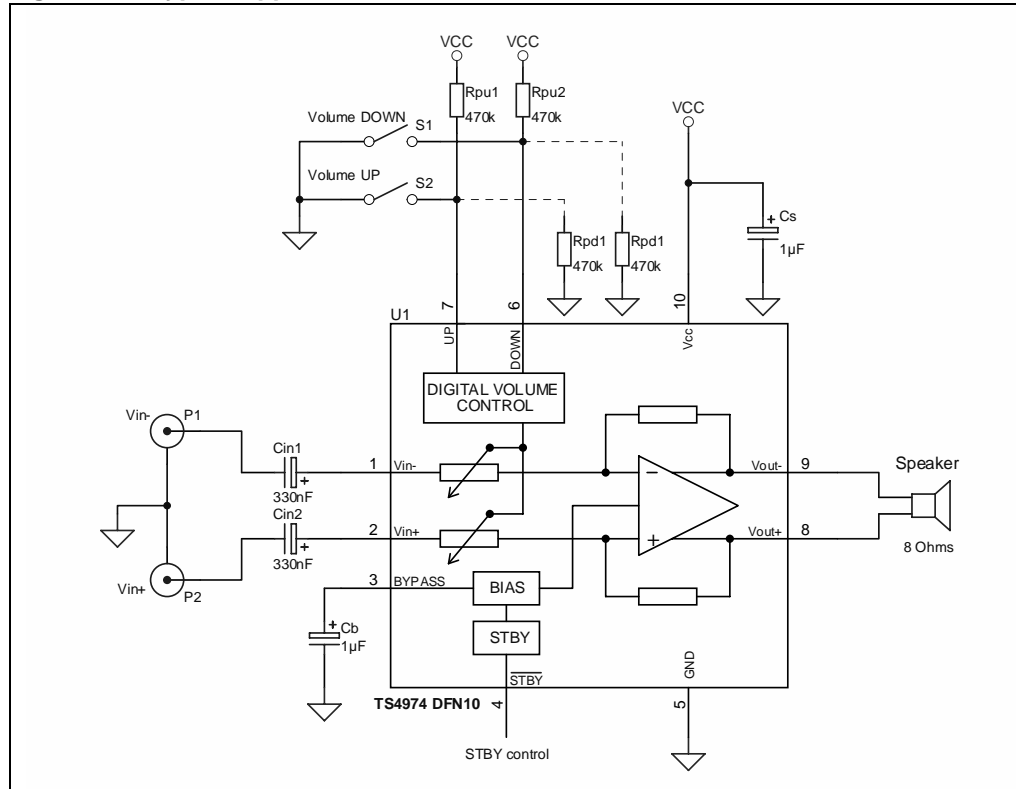 VCC
VCC
Rpu1
470k
Rpu2
470k
VCC
Volume DOWN
S1
Volume UP
S2
+ Cs
1µF
Rpd1
470k
Rpd1
470k
7
6
10
U1
UP
DOWN
Vcc
DIGITAL VOLUME
CONTROL
Vin-
P1
Cin1
+
330nF
1
Vin-
−
Vout-
9
Speaker
Cin2
+
330nF
2
Vin+
+
Vout+
8
8 Ohms
Vin+
P2
3
BYPASS
BIAS
+ Cb
1µF
STBY
STBY
GND
TS4974 DFN10
4
5
STBY control